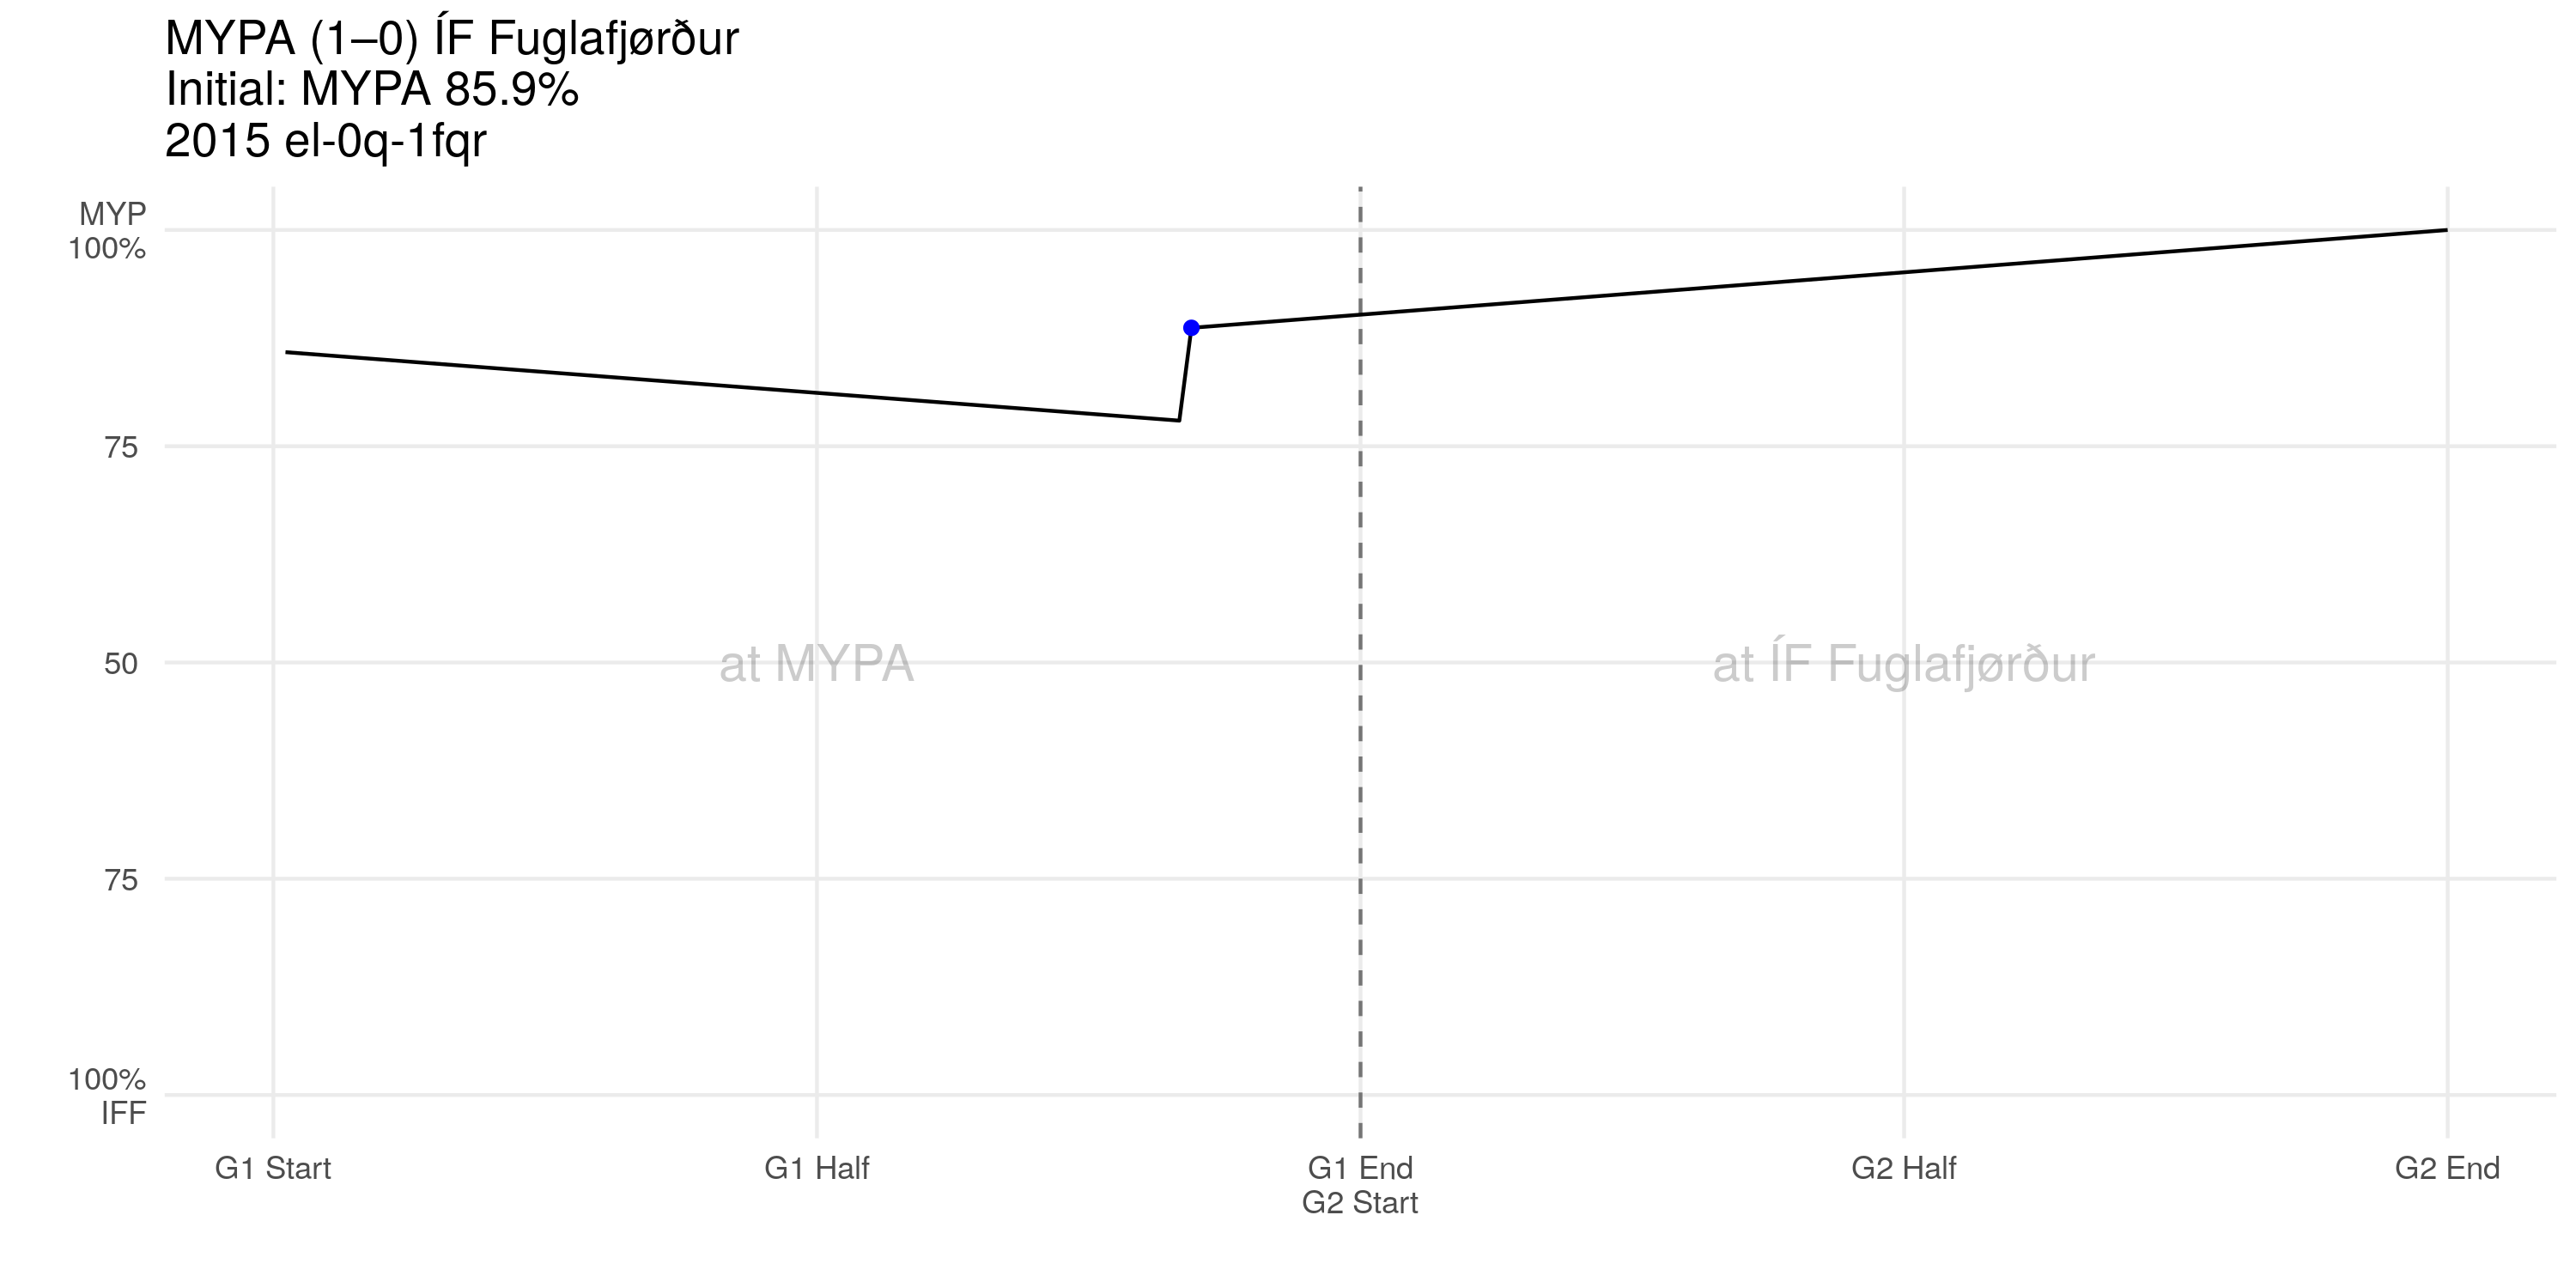 MYPA (1–0) ÍF Fuglafjørður
Initial: MYPA 85.9%
2015 el-0q-1fqr
MYP
100%
75
50
75
100%
IFF
at MYPA
at ÍF Fuglafjørður
G1 Start
G1 Half
G1 End
G2 Start
G2 Half
G2 End